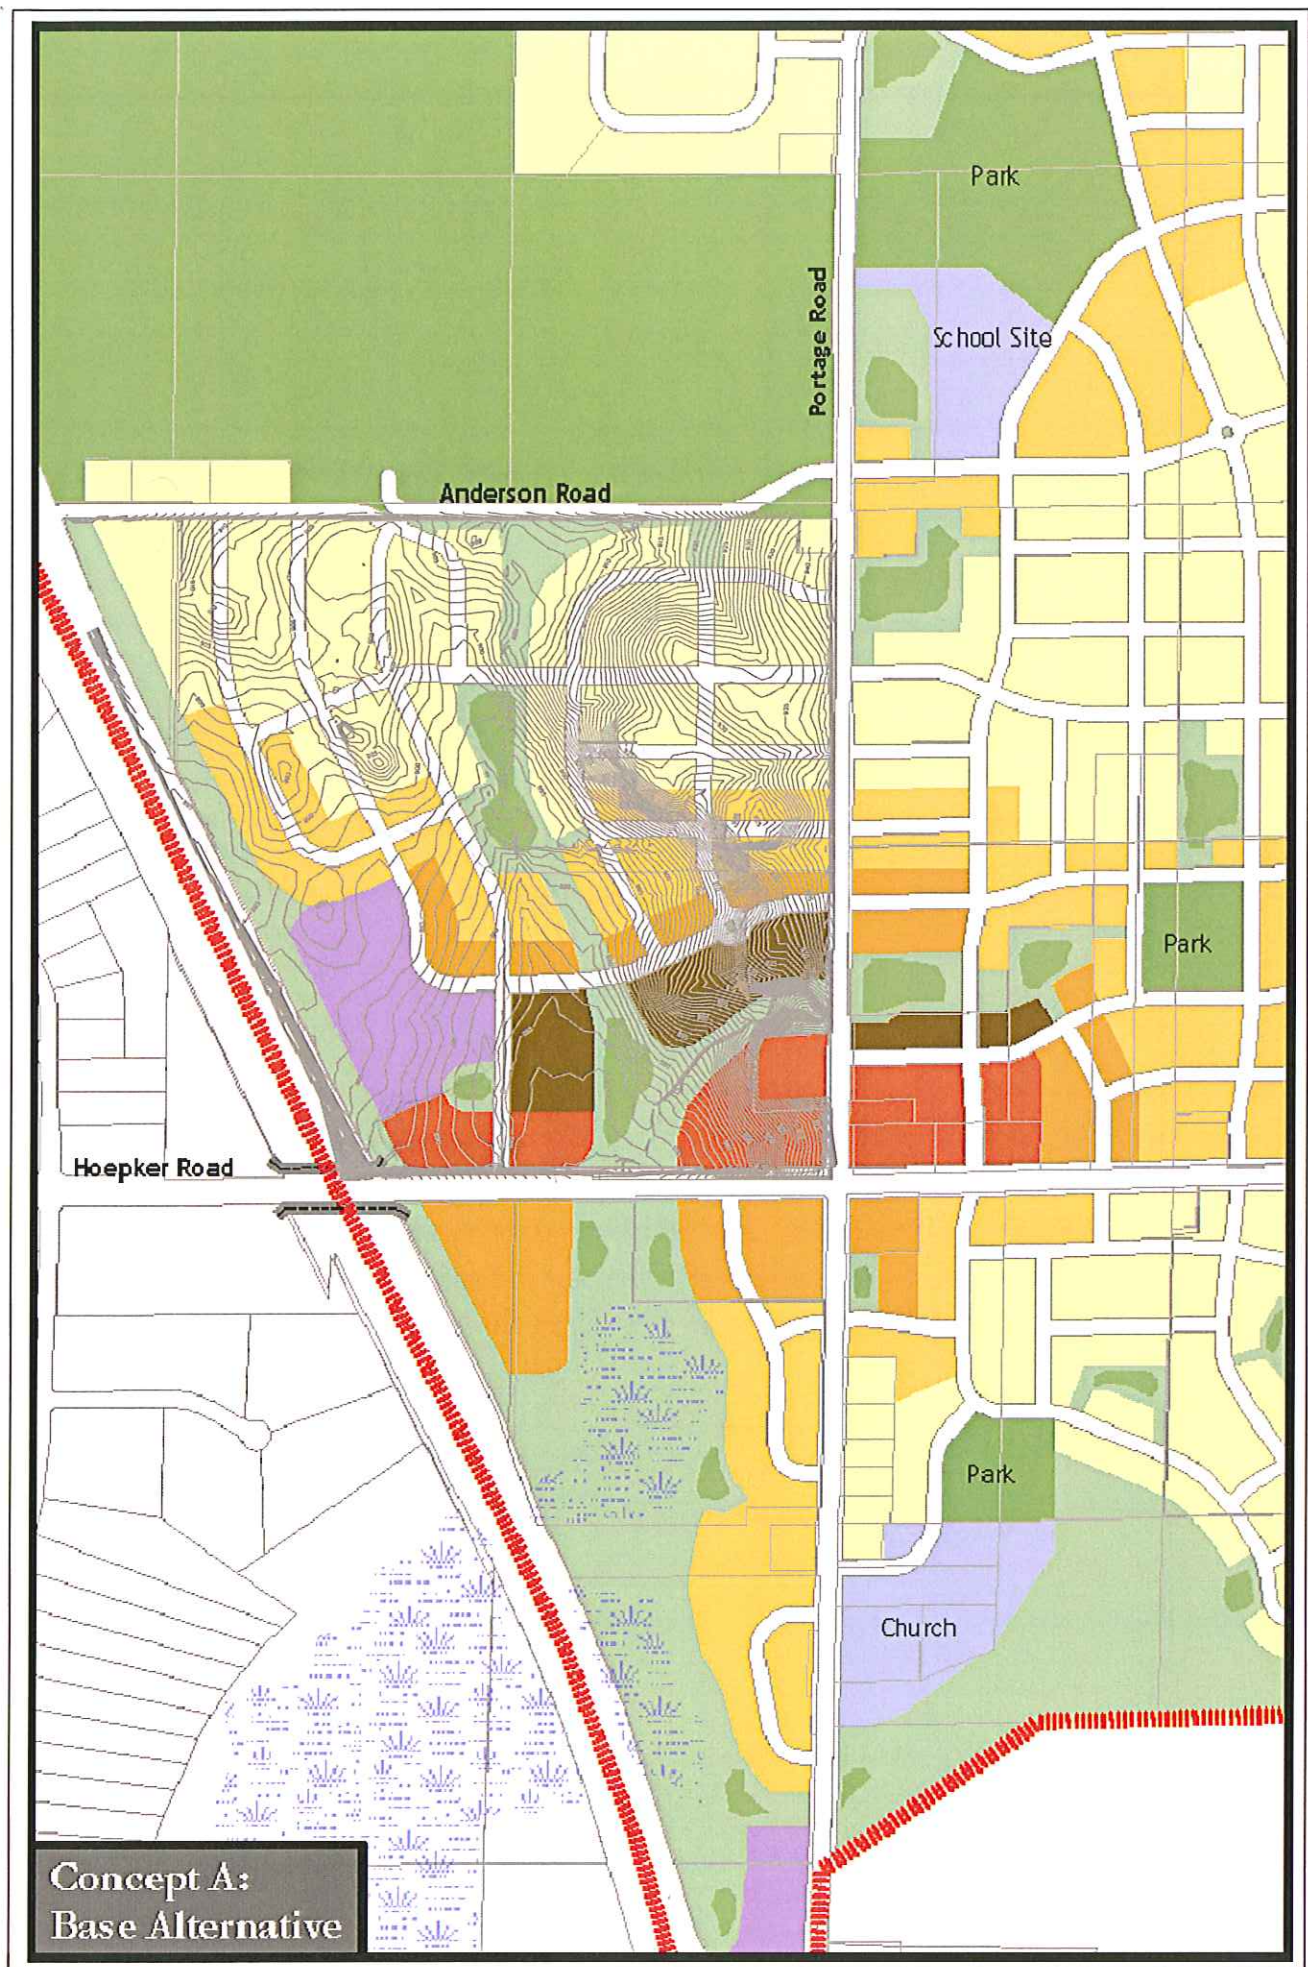 Park
Portage Road
School Site
Anderson Road
Park
Hoepker Road
Park
Church
Concept A:
Base Alternative